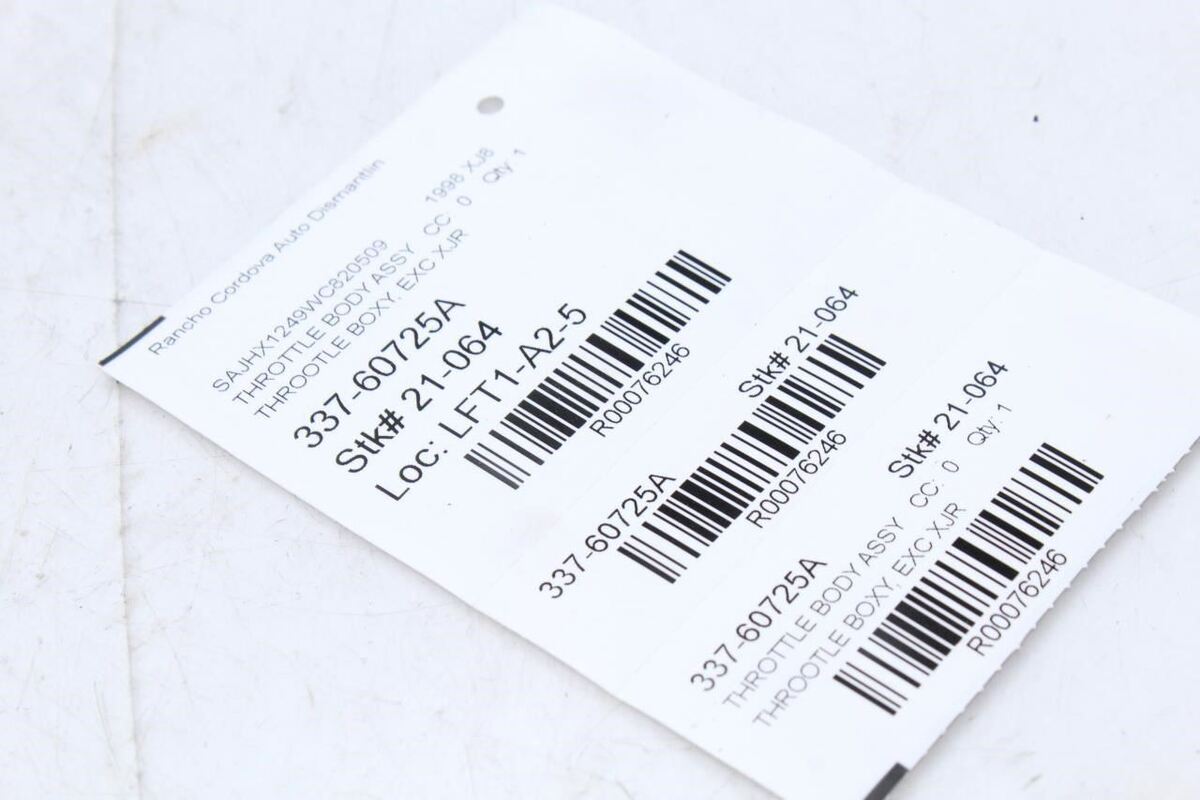 Rancho Cordova Auto Dismantlin
SAJHX1249WC820509 1998 XJ8
THROTTLE BODY ASSY CC: 0 Qty: 1
THROOTLE BOXY, EXC XJR
337-60725A
Stk# 21-064
Loc: LFT1-A2-5
R00076246
337-60725A Stk# 21-064
R00076246
337-60725A Stk# 21-064
THROTTLE BODY ASSY CC: 0 Qty: 1
THROOTLE BOXY, EXC XJR
R00076246